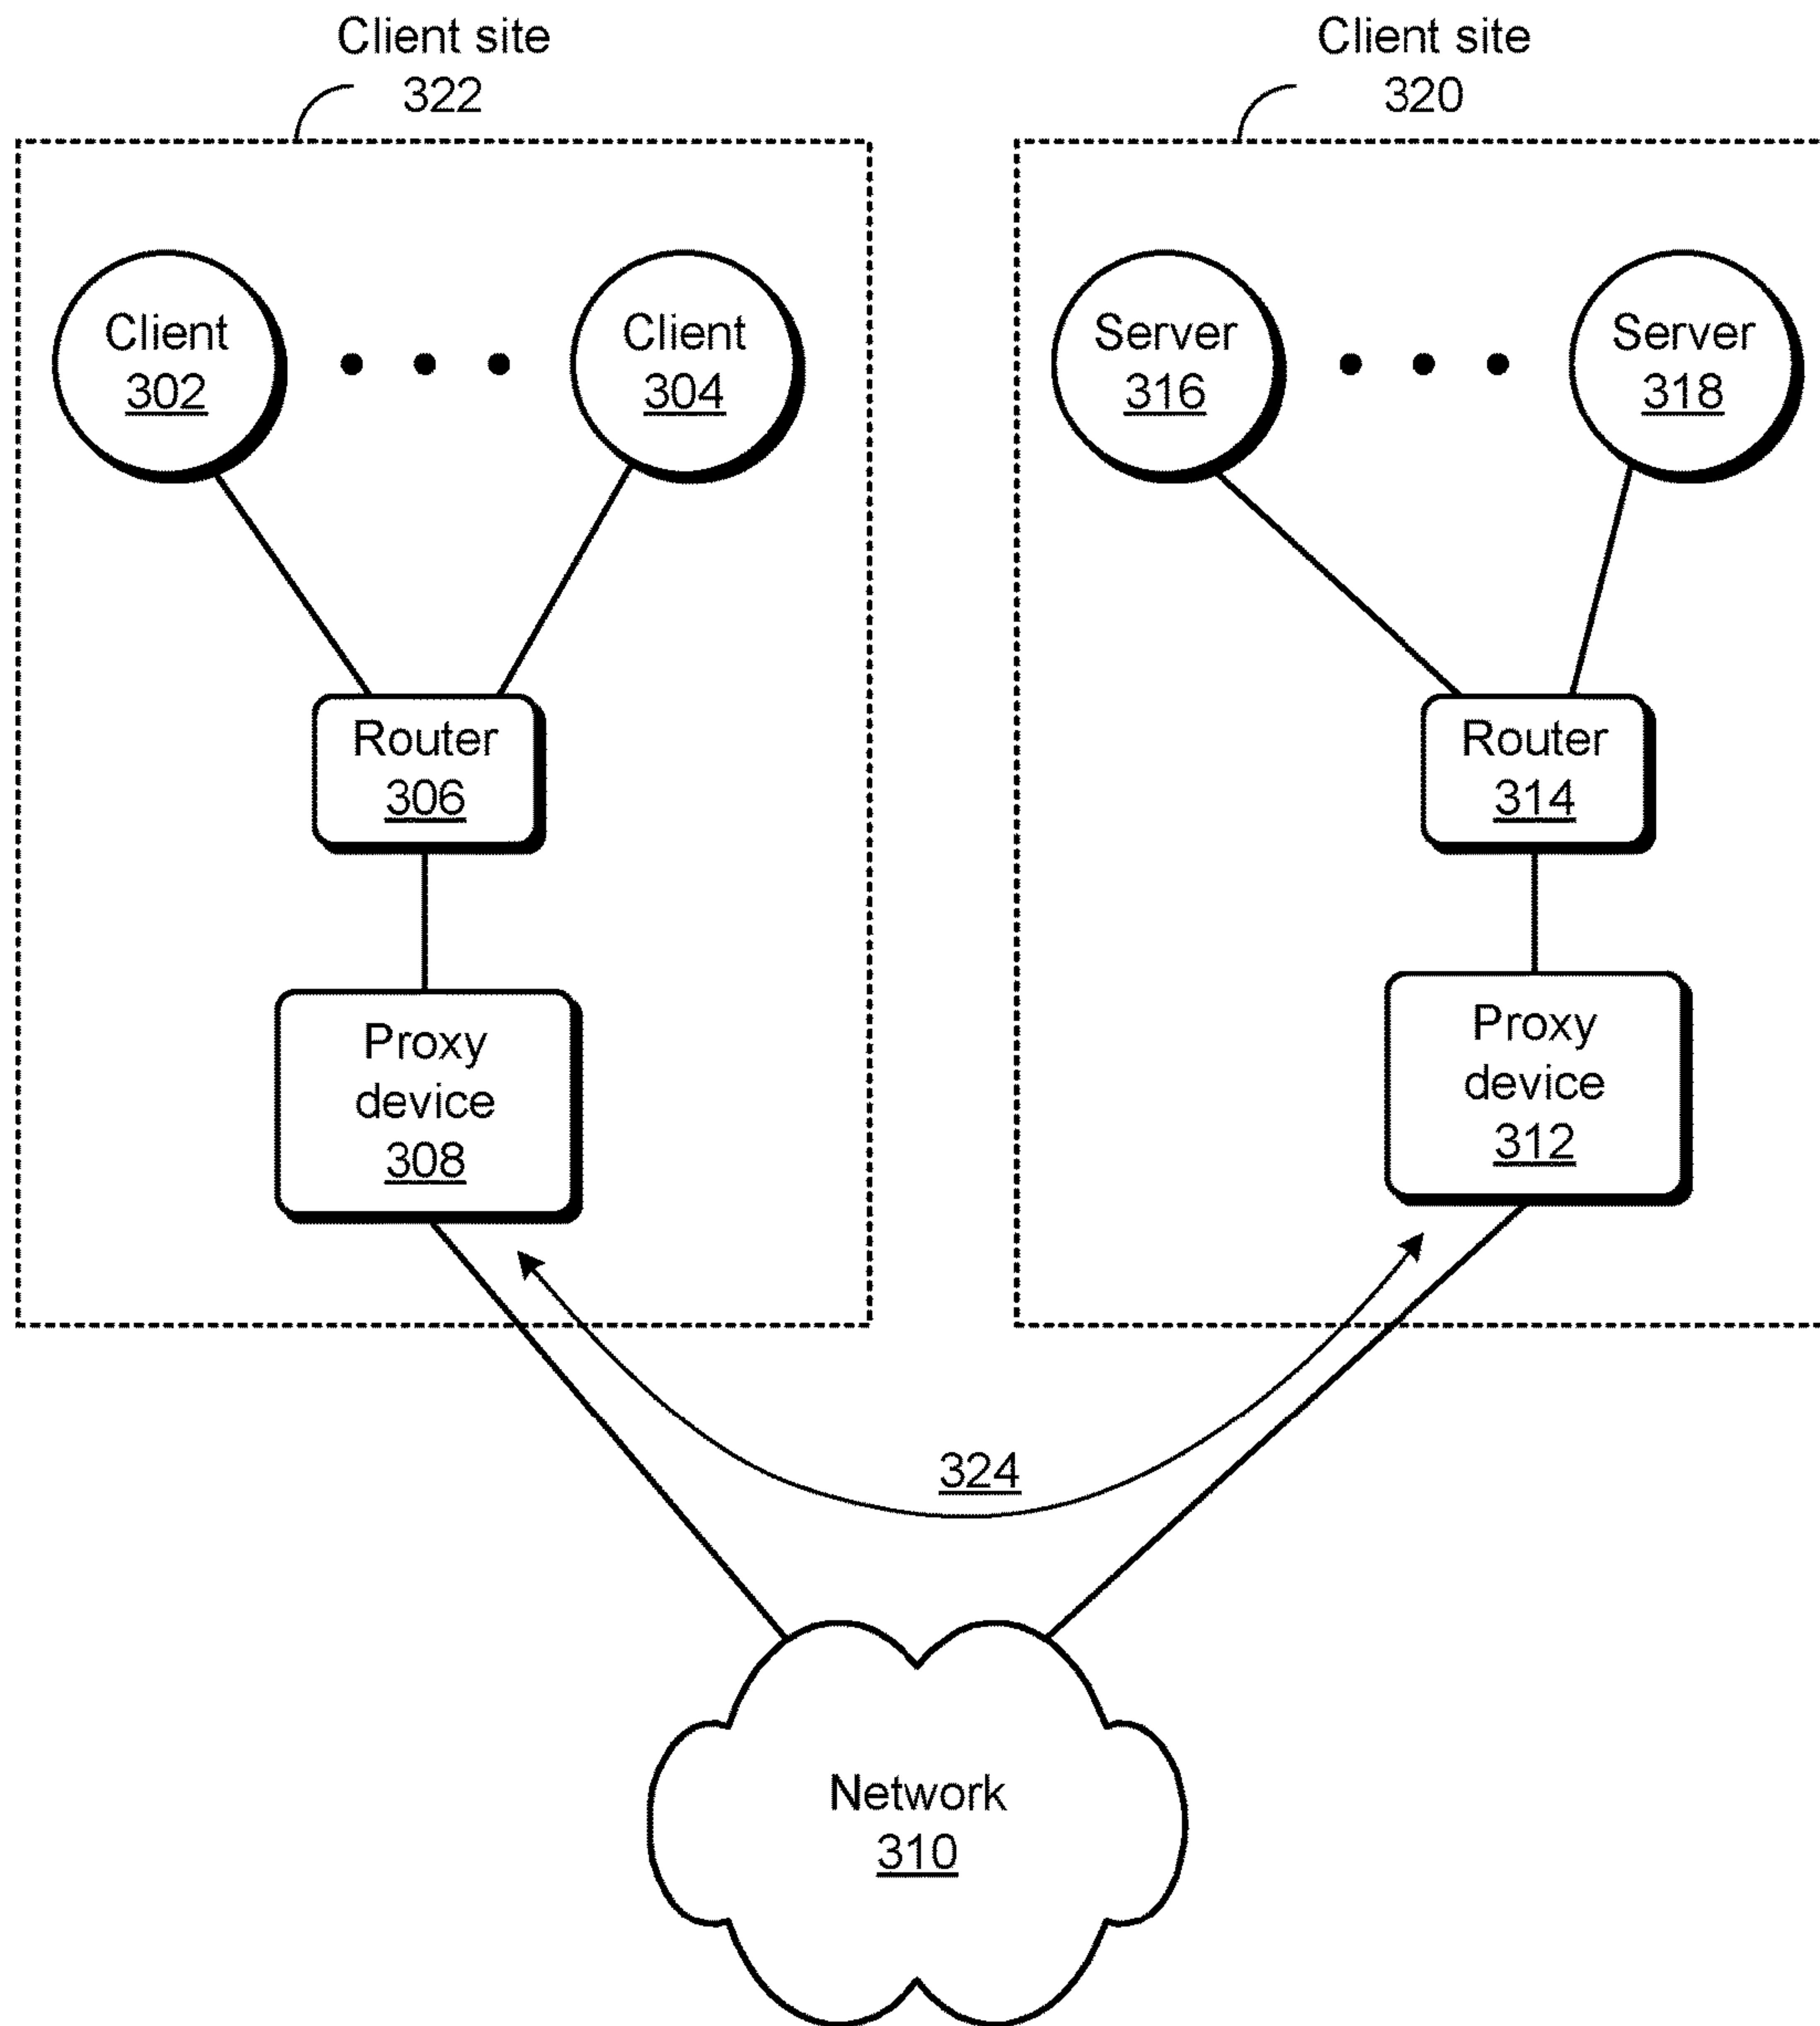 Client site
322
Client site
320
Client
302
Client
304
Server
316
Server
318
Router
306
Router
314
Proxy
device
308
Proxy
device
312
324
Network
310